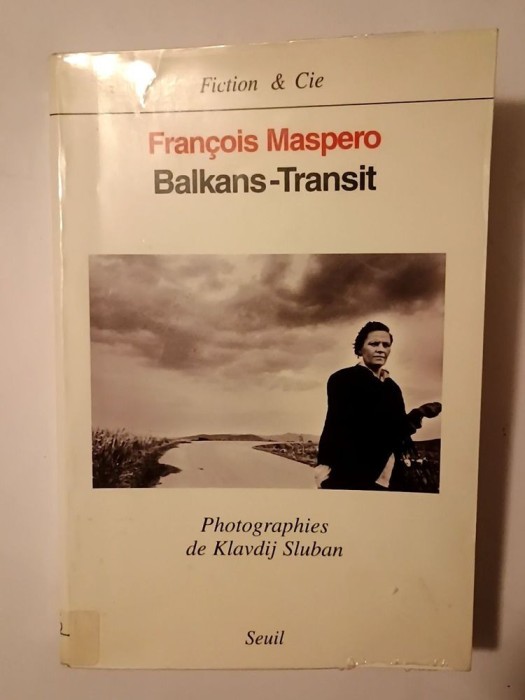 Fiction & Cie
François Maspero
Balkans-Transit
Photographies
de Klavdij Sluban
Seuil